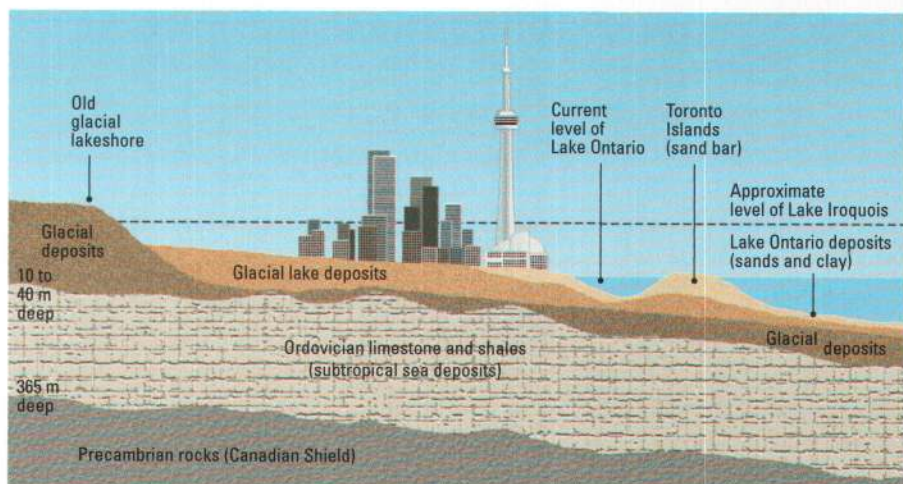 Old
glacial
lakeshore
Current
level of
Lake Ontario
Toronto
Islands
(sand bar)
Approximate
level of Lake Iroquois
Lake Ontario deposits
(sands and clay)
Glacial
deposits
Glacial lake deposits
10 to
40 m
deep
Glacial deposits
Ordovician limestone and shales
(subtropical sea deposits)
365 m
deep
Precambrian rocks (Canadian Shield)